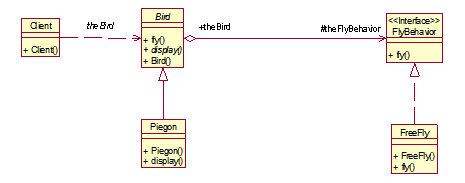 Client
+ Client()
theBird
Bird
+ fly()
+ display()
+ Bird()
+theBird
#theFlyBehavior
<<Interface>>
FlyBehavior
+ fly()
Piegon
+ Piegon()
+ display()
FreeFly
+ FreeFly()
+ fly()